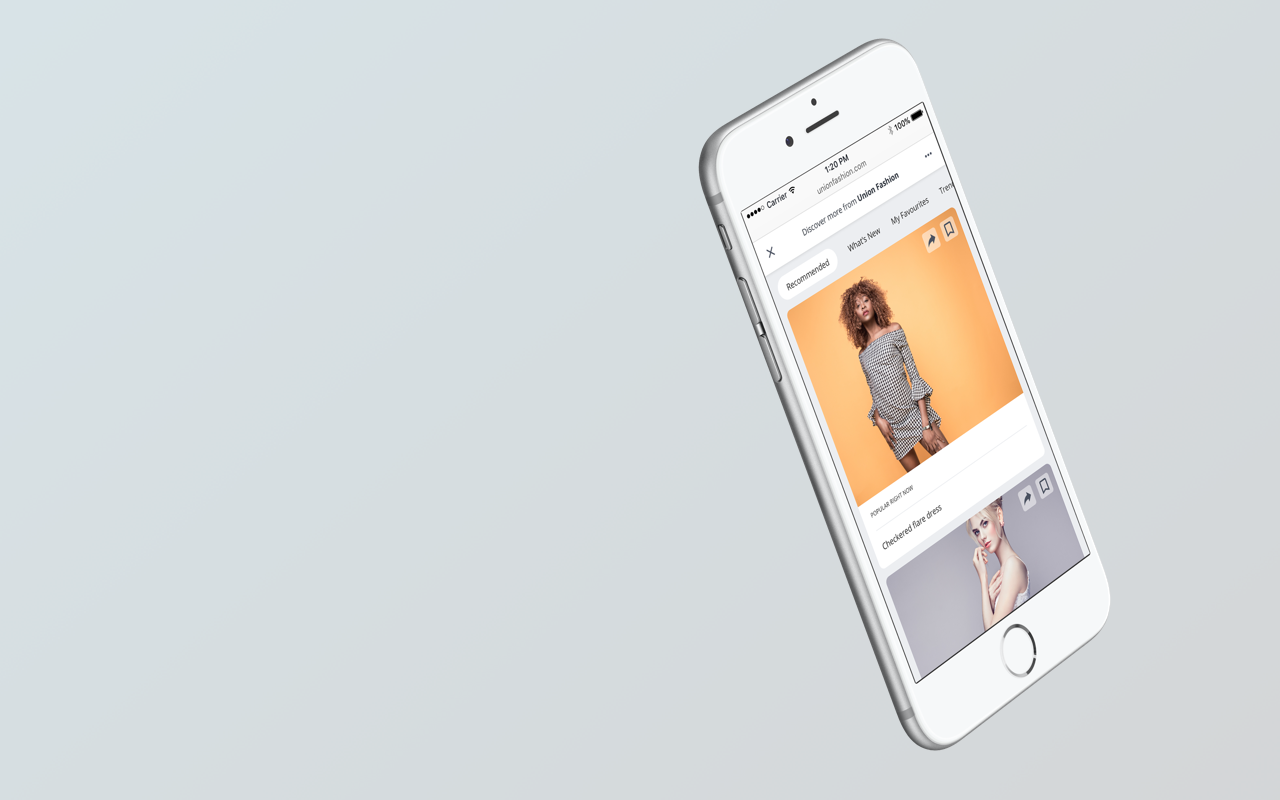 Carrier 1:20 PM 100%
unionfashion.com
Discover more from Union Fashion
Recommended What's New My Favourites Tren
POPULAR RIGHT NOW
Checkered flare dress